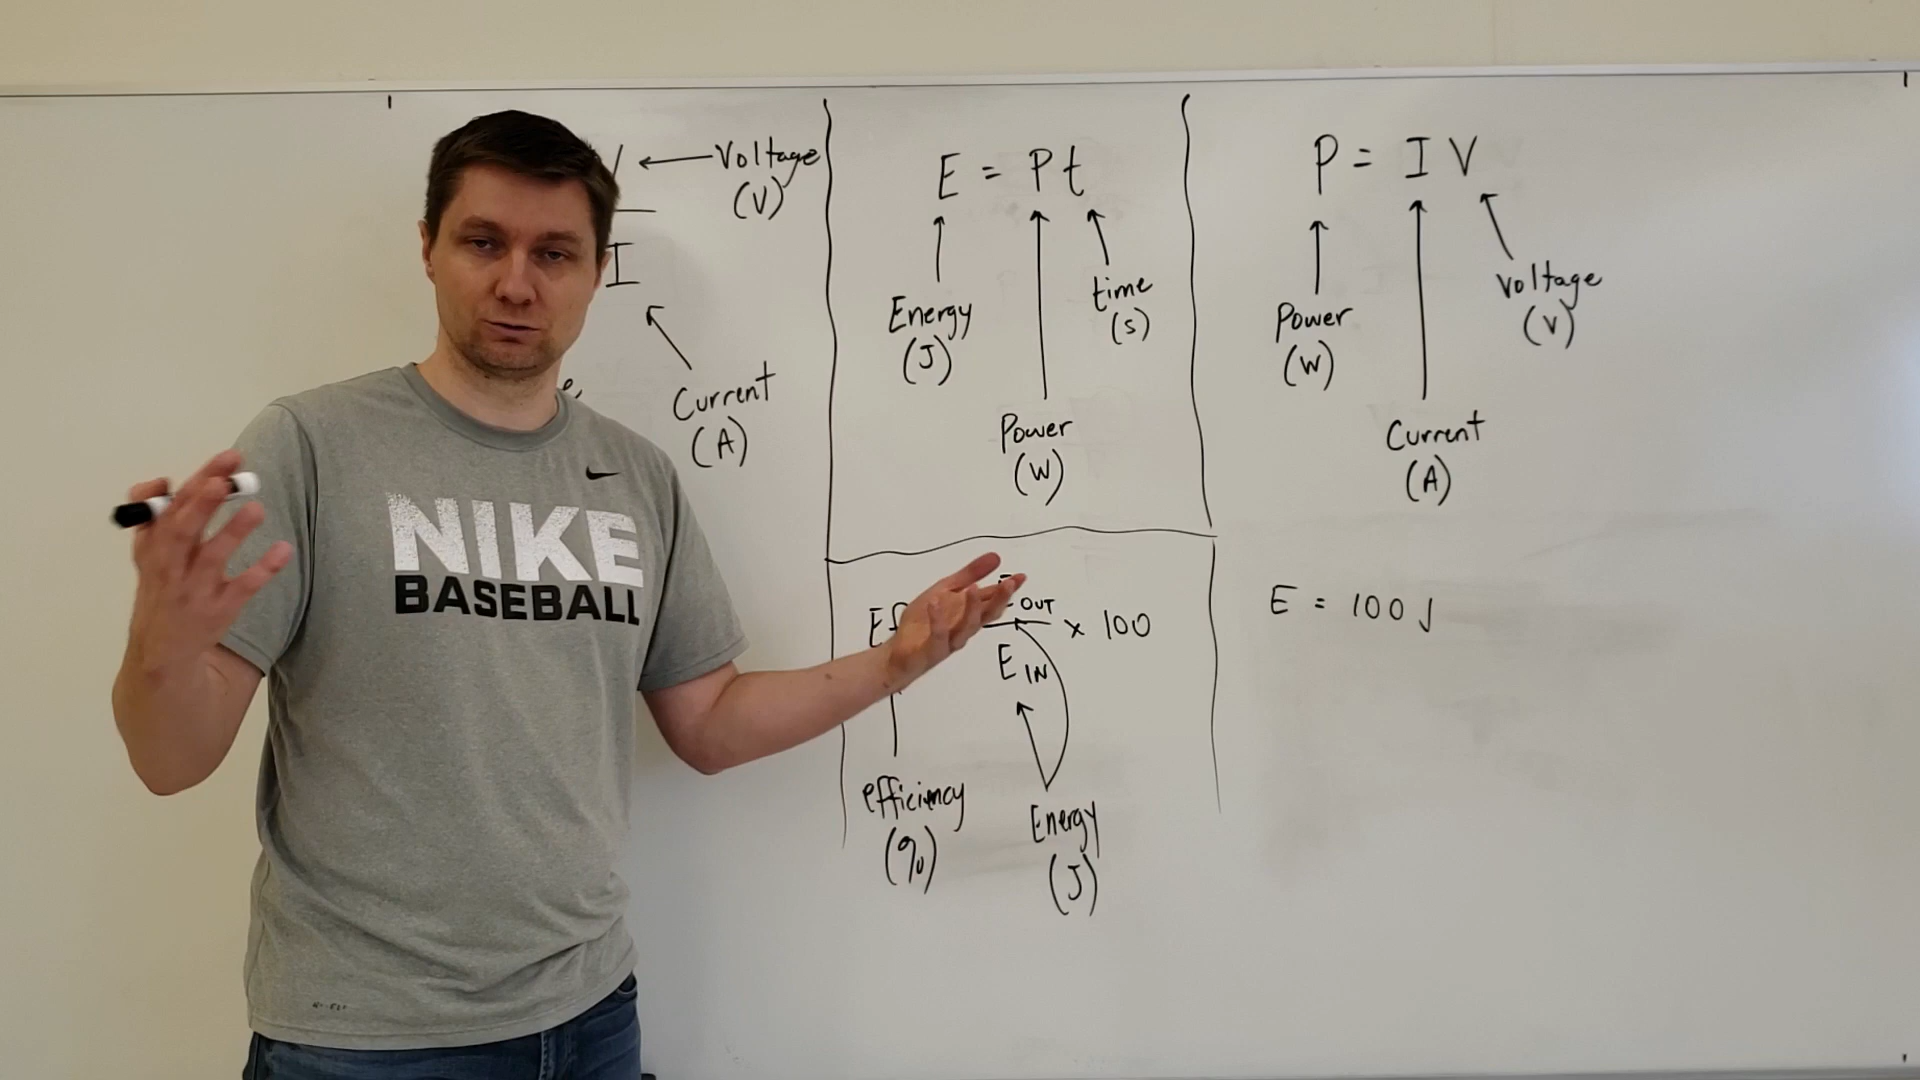 V ← Voltage
(V)
I
Current
(A)
E = Pt
Energy
(J)
time
(s)
Power
(W)
P = IV
Power
(W)
Voltage
(V)
Current
(A)
OUT
x 100
E IN
efficiency
(%)
Energy
(J)
E = 100 J
NIKE
BASEBALL